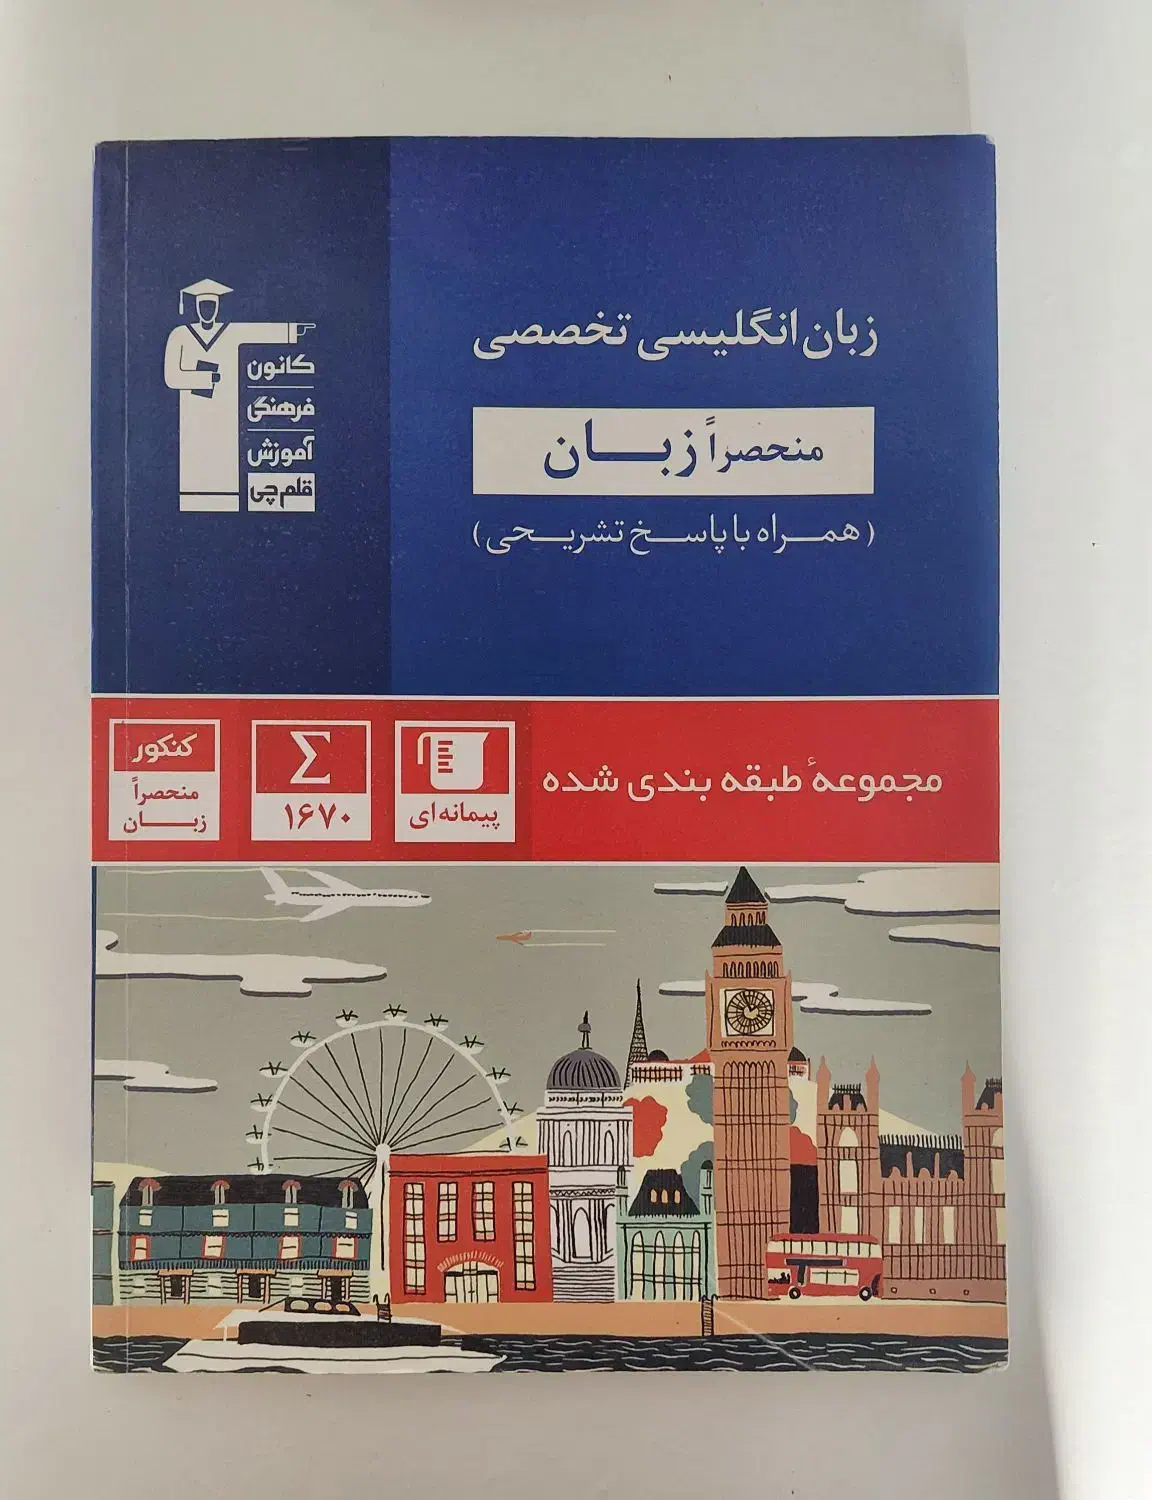 زبان انگلیسی تخصصی
منحصراً زبان
(همراه با پاسخ تشریحی)
کانون
فرهنگی
آموزش
قلم‌چی
مجموعهٔ طبقه بندی شده
پیمانه‌ای
Σ
۱۶۷۰
کنکور
منحصراً
زبان